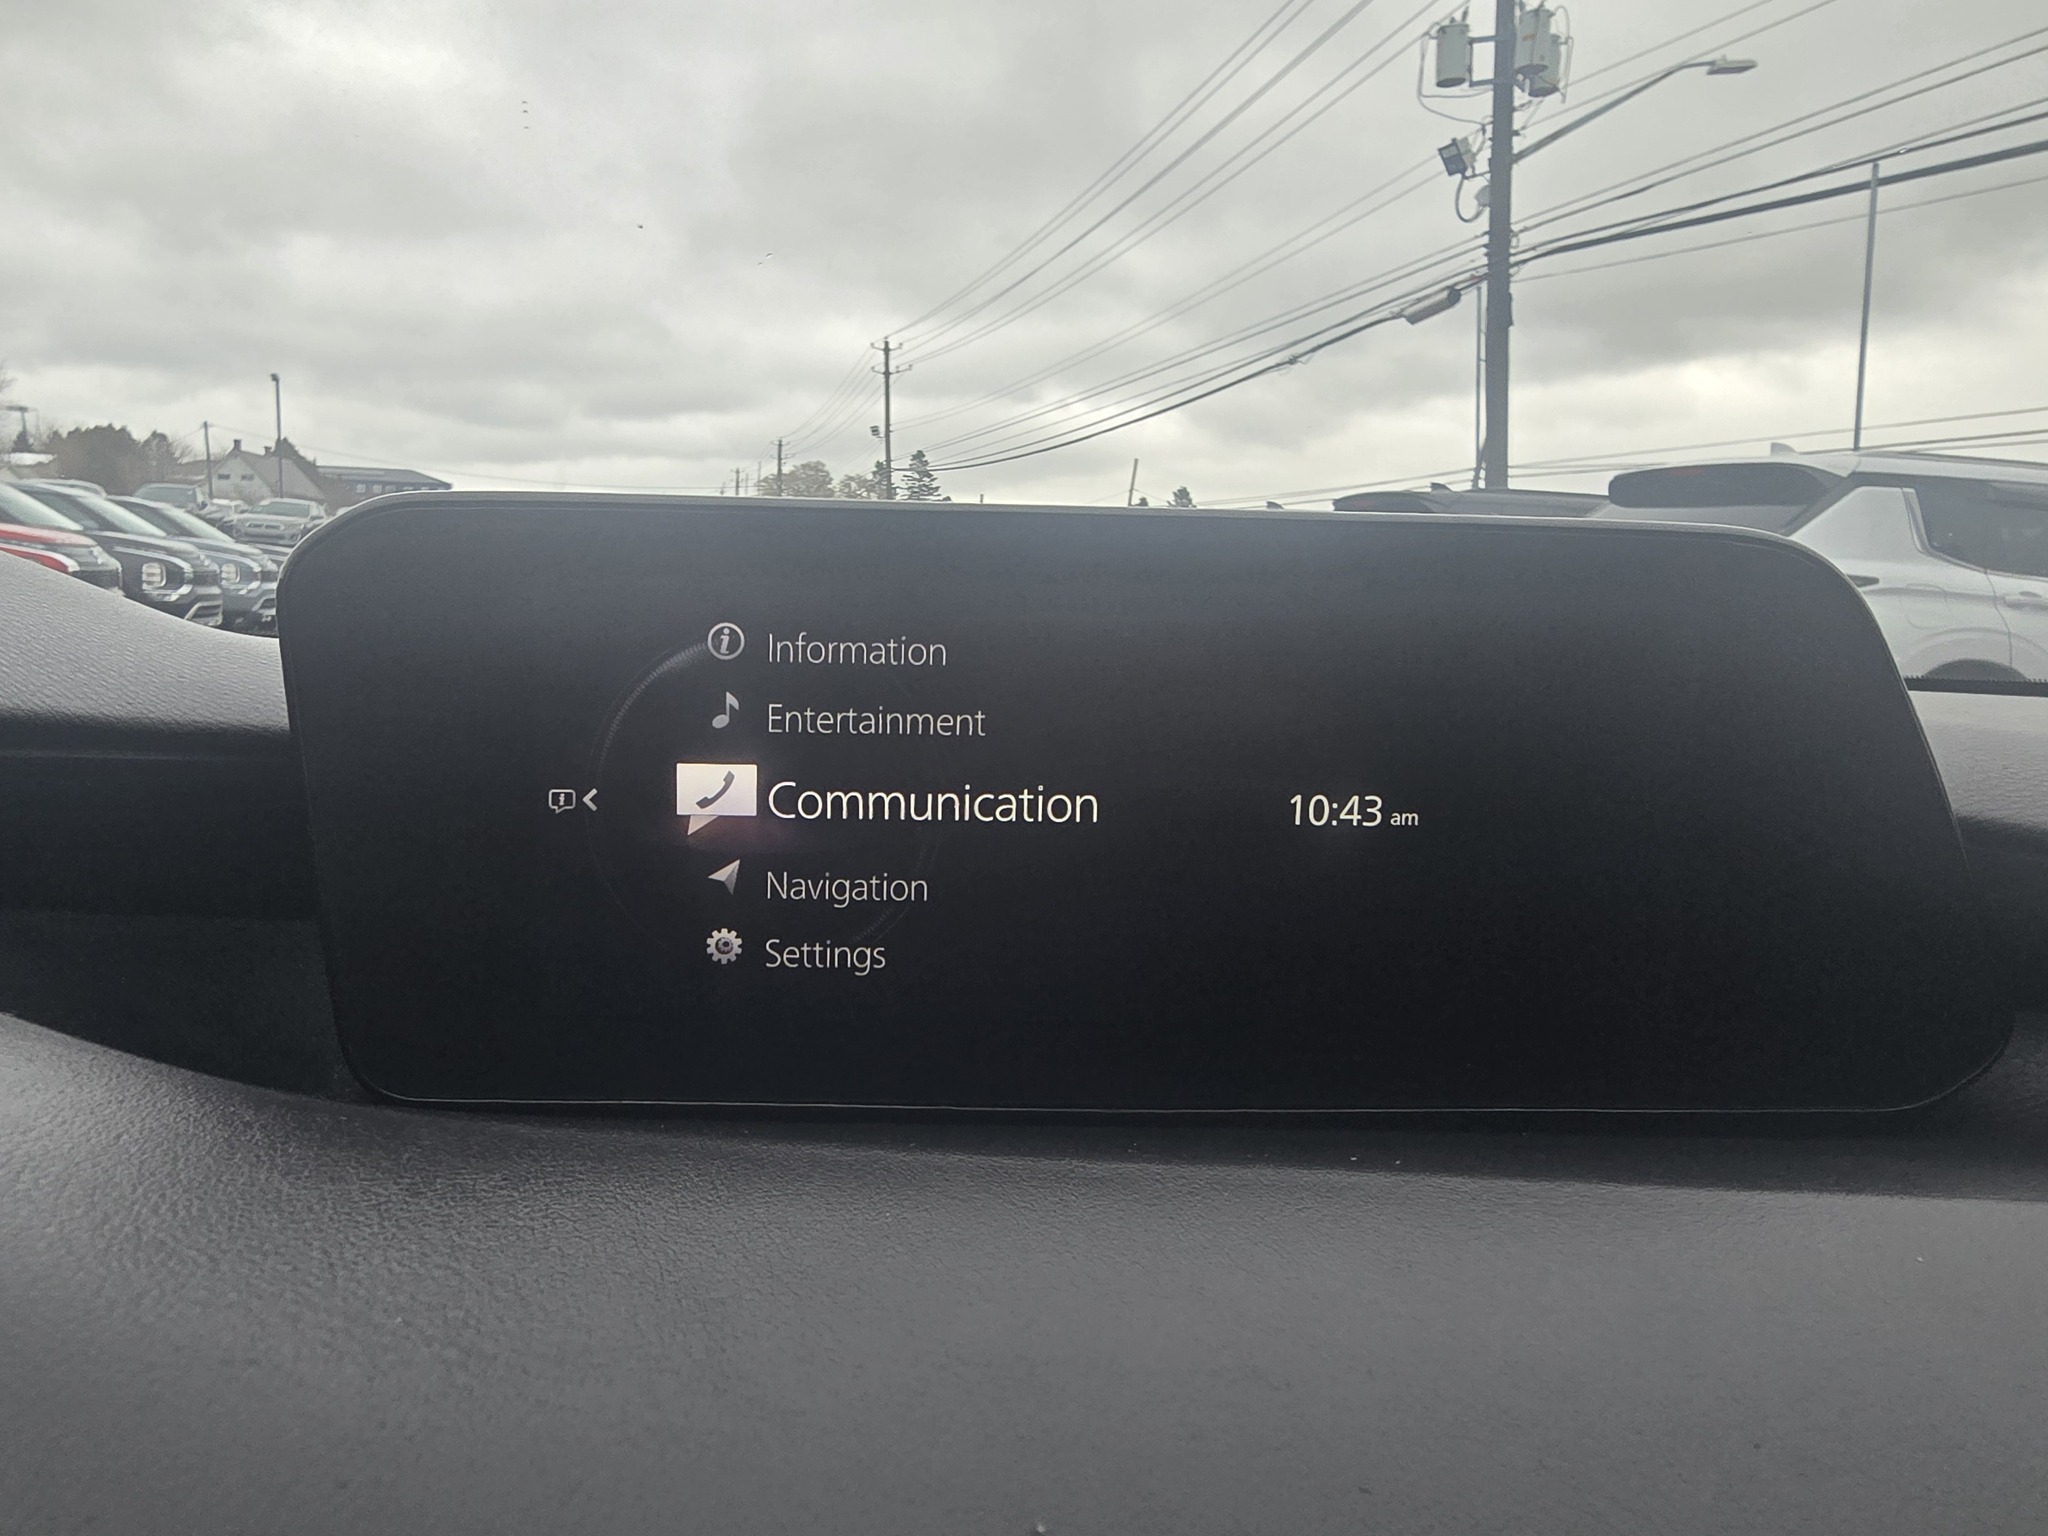 Information
Entertainment
Communication
10:43 am
Navigation
Settings